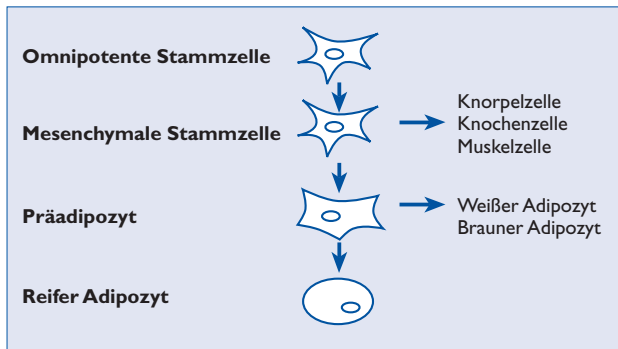 Omnipotente Stammzelle
Mesenchymale Stammzelle
Knorpelzelle
Knochenzelle
Muskelzelle
Präadipozyt
Weißer Adipozyt
Brauner Adipozyt
Reifer Adipozyt